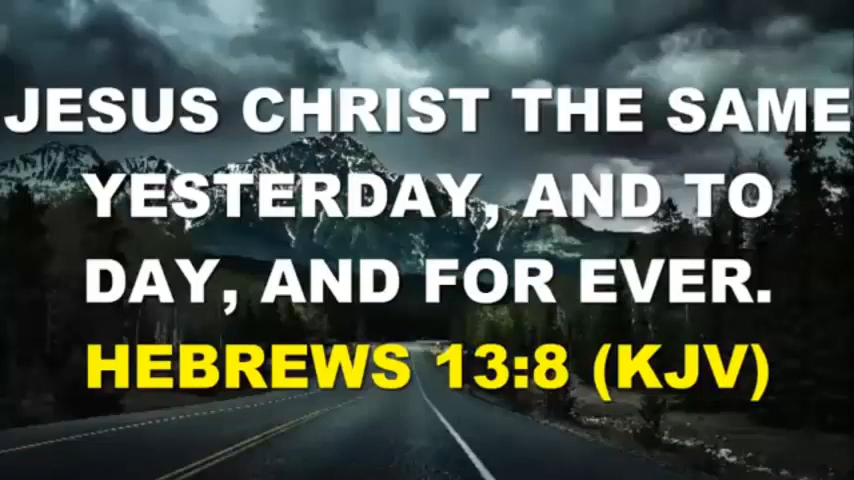 JESUS CHRIST THE SAME
YESTERDAY, AND TO
DAY, AND FOR EVER.
HEBREWS 13:8 (KJV)